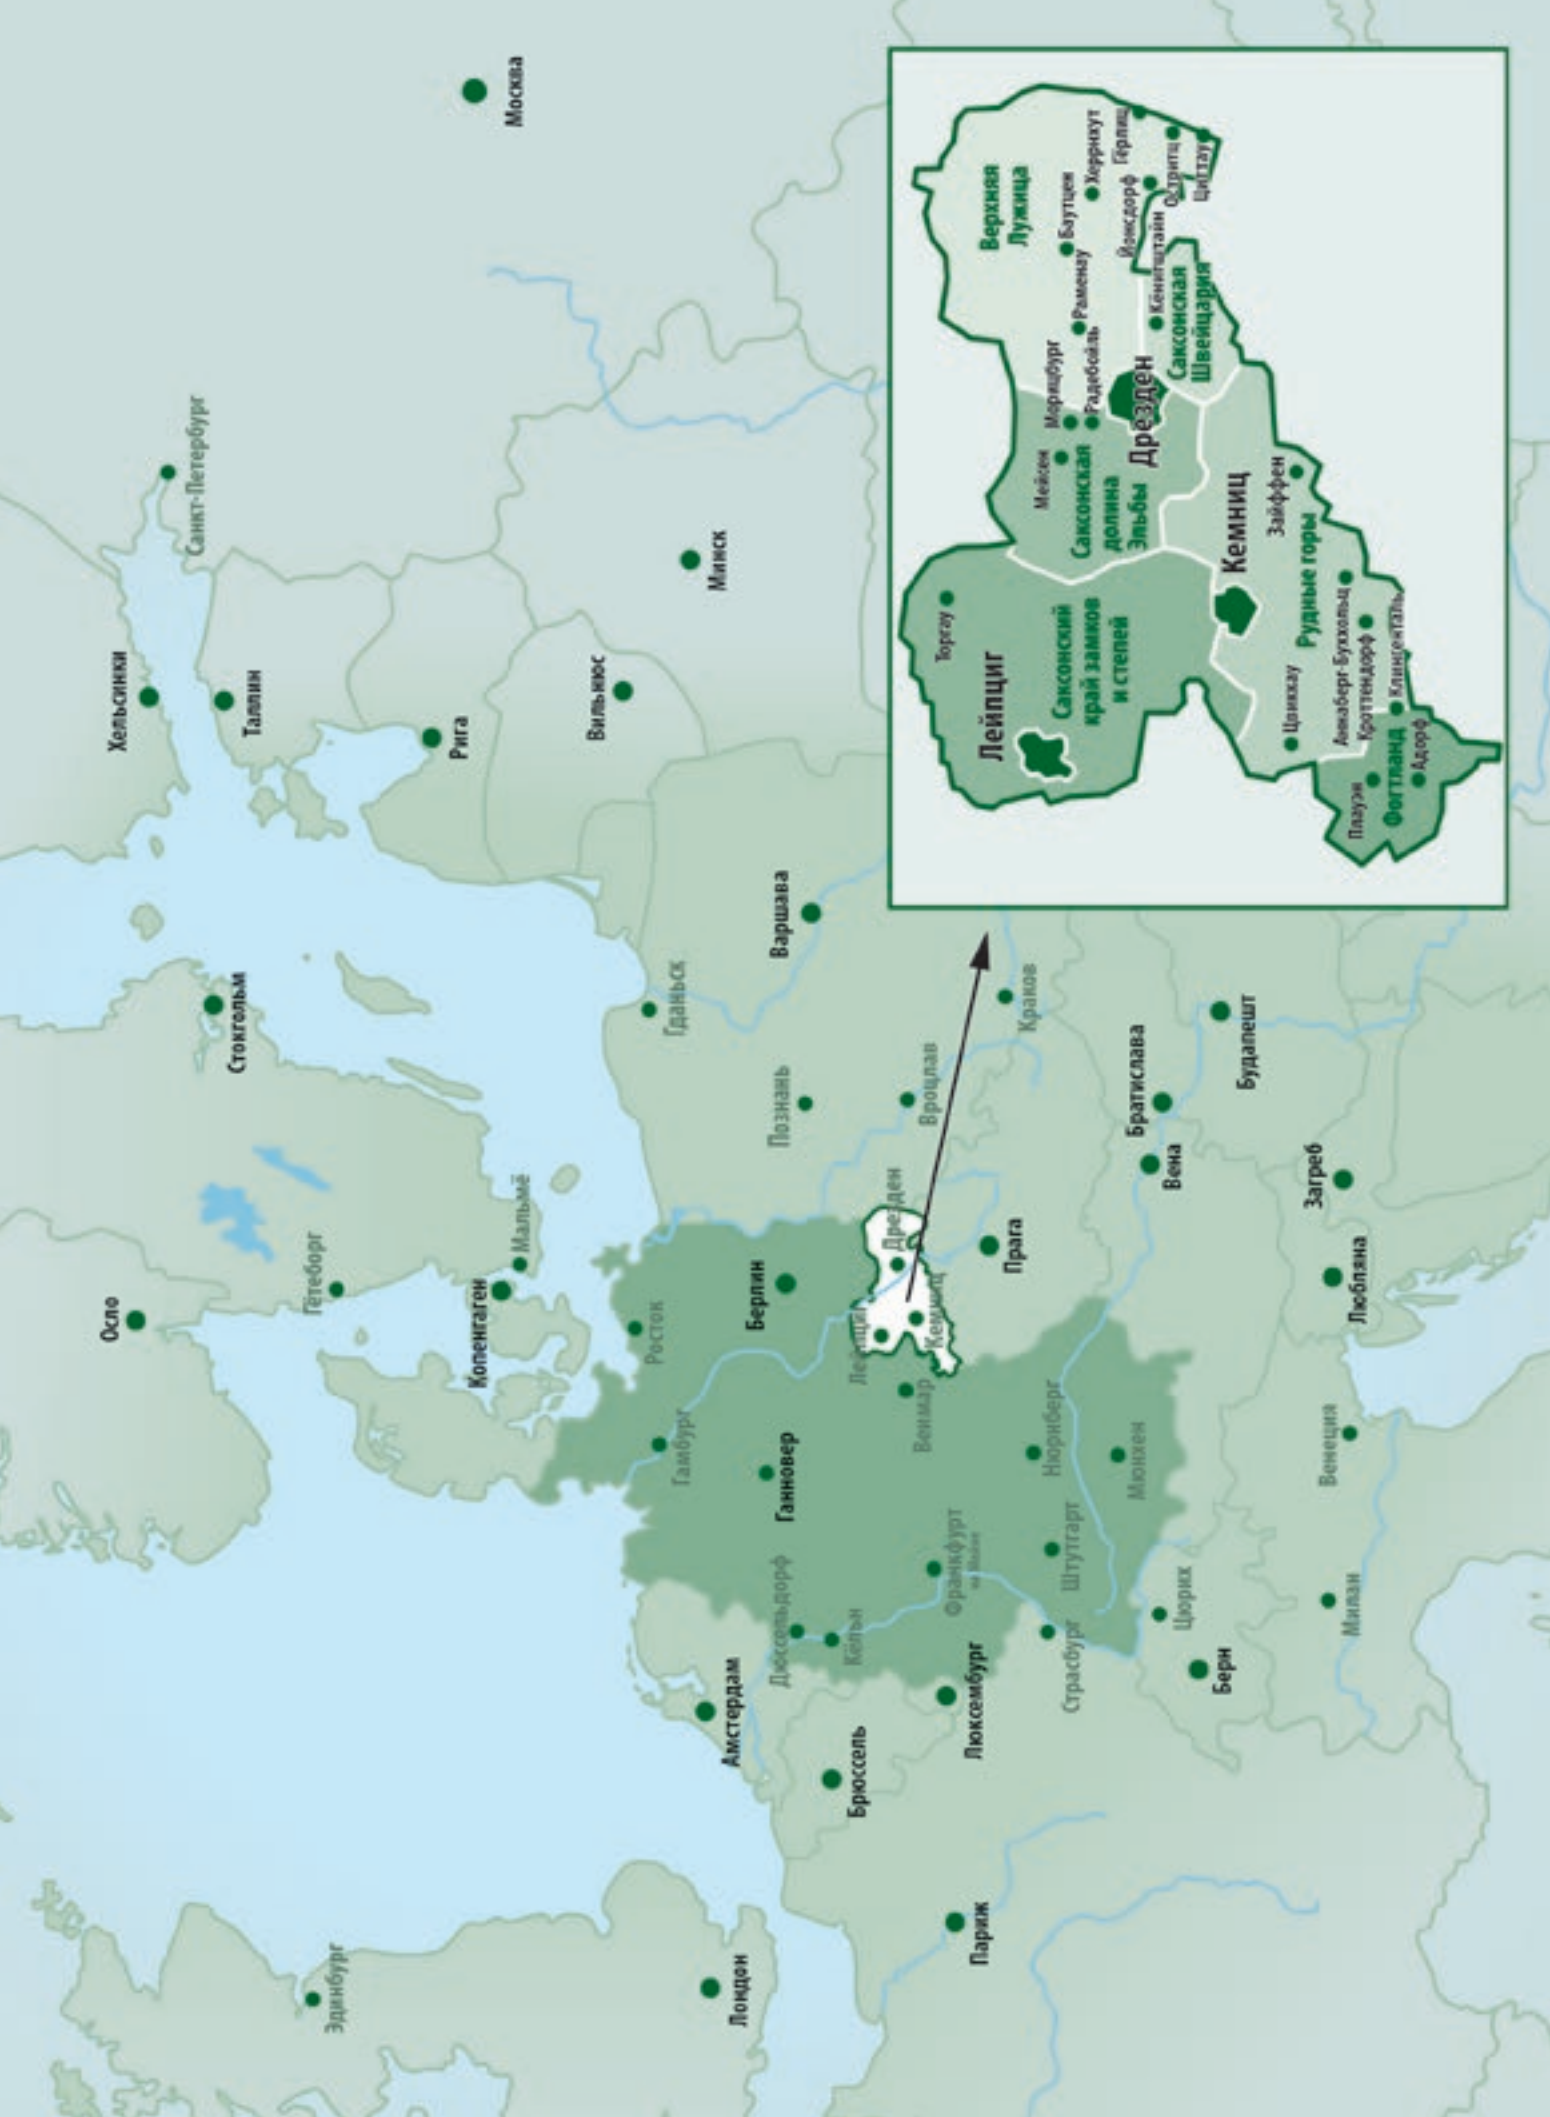 Осло
Хельсинки
Санкт-Петербург
Стокгольм
Таллин
Гётеборг
Эдинбург
Рига
Москва
Мальмё
Копенгаген
Вильнюс
Минск
Гданьск
Росток
Гамбург
Лондон
Амстердам
Познань
Варшава
Берлин
Ганновер
Дюссельдорф
Кёльн
Брюссель
Лейпциг
Дрезден
Кемниц
Веймар
Вроцлав
Франкфурт
на Майне
Люксембург
Париж
Прага
Краков
Нюрнберг
Штутгарт
Страсбург
Мюнхен
Братислава
Вена
Будапешт
Цюрих
Берн
Загреб
Любляна
Венеция
Милан
Торгау
Лейпциг
Саксонский
край замков
и степей
Верхняя
Лужица
Мейсен
Морицбург
Радебойль
Раменау
Баутцен
Херрнхут
Гёрлиц
Йонсдорф
Остритц
Циттау
Саксонская
долина
Эльбы
Дрезден
Кёнигштайн
Саксонская
Швейцария
Кемниц
Зайффен
Рудные горы
Цвиккау
Аннаберг-Буххольц
Кроттендорф
Клингенталь
Плауэн
Фогтланд
Адорф